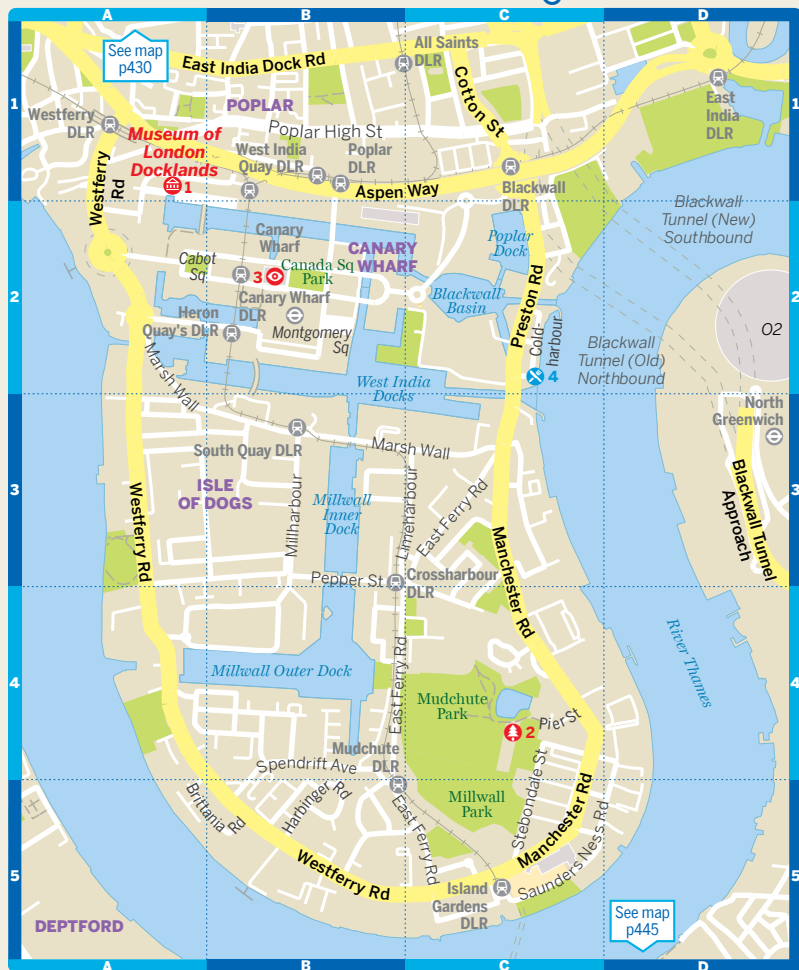 A
B
C
D
See map
p430
East India Dock Rd
All Saints
DLR
Cotton St
1
1
POPLAR
Westferry
DLR
East
India
DLR
Museum of
London
Docklands
1
Poplar High St
West India
Quay DLR
Poplar
DLR
Westferry
Rd
Aspen Way
Blackwall
DLR
Blackwall
Tunnel (New)
Southbound
Canary
Wharf
CANARY
WHARF
Poplar
Dock
Cabot
Sq
3
Canada Sq
Park
2
2
Canary Wharf
DLR
Blackwall
Basin
Preston Rd
Heron
Quay's DLR
Montgomery
Sq
Cold-
harbour
O2
Blackwall
Tunnel (Old)
Northbound
Marsh Wall
West India
Docks
4
North
Greenwich
South Quay DLR
Marsh Wall
ISLE
OF DOGS
3
3
Westferry Rd
Millharbour
Millwall
Inner
Dock
Limeharbour
East Ferry Rd
Blackwall Tunnel
Approach
Manchester Rd
Pepper St
Crossharbour
DLR
River Thames
Millwall Outer Dock
East Ferry Rd
4
4
Mudchute
Park
2
Pier St
Mudchute
DLR
Spendrift Ave
Stebondale St
Brittania Rd
Harbinger Rd
Millwall
Park
East Ferry Rd
Manchester Rd
Saunders Ness Rd
Westferry Rd
5
5
Island
Gardens
DLR
See map
p445
DEPTFORD
A
B
C
D